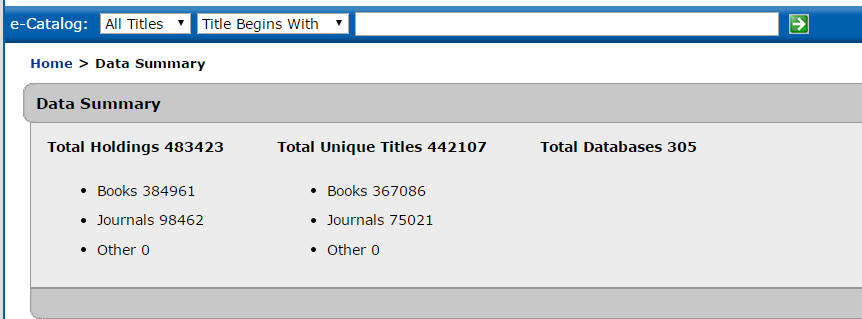 e-Catalog: All Titles Title Begins With
Home > Data Summary
Data Summary
Total Holdings 483423 Total Unique Titles 442107 Total Databases 305
• Books 384961 • Books 367086
• Journals 98462 • Journals 75021
• Other 0 • Other 0